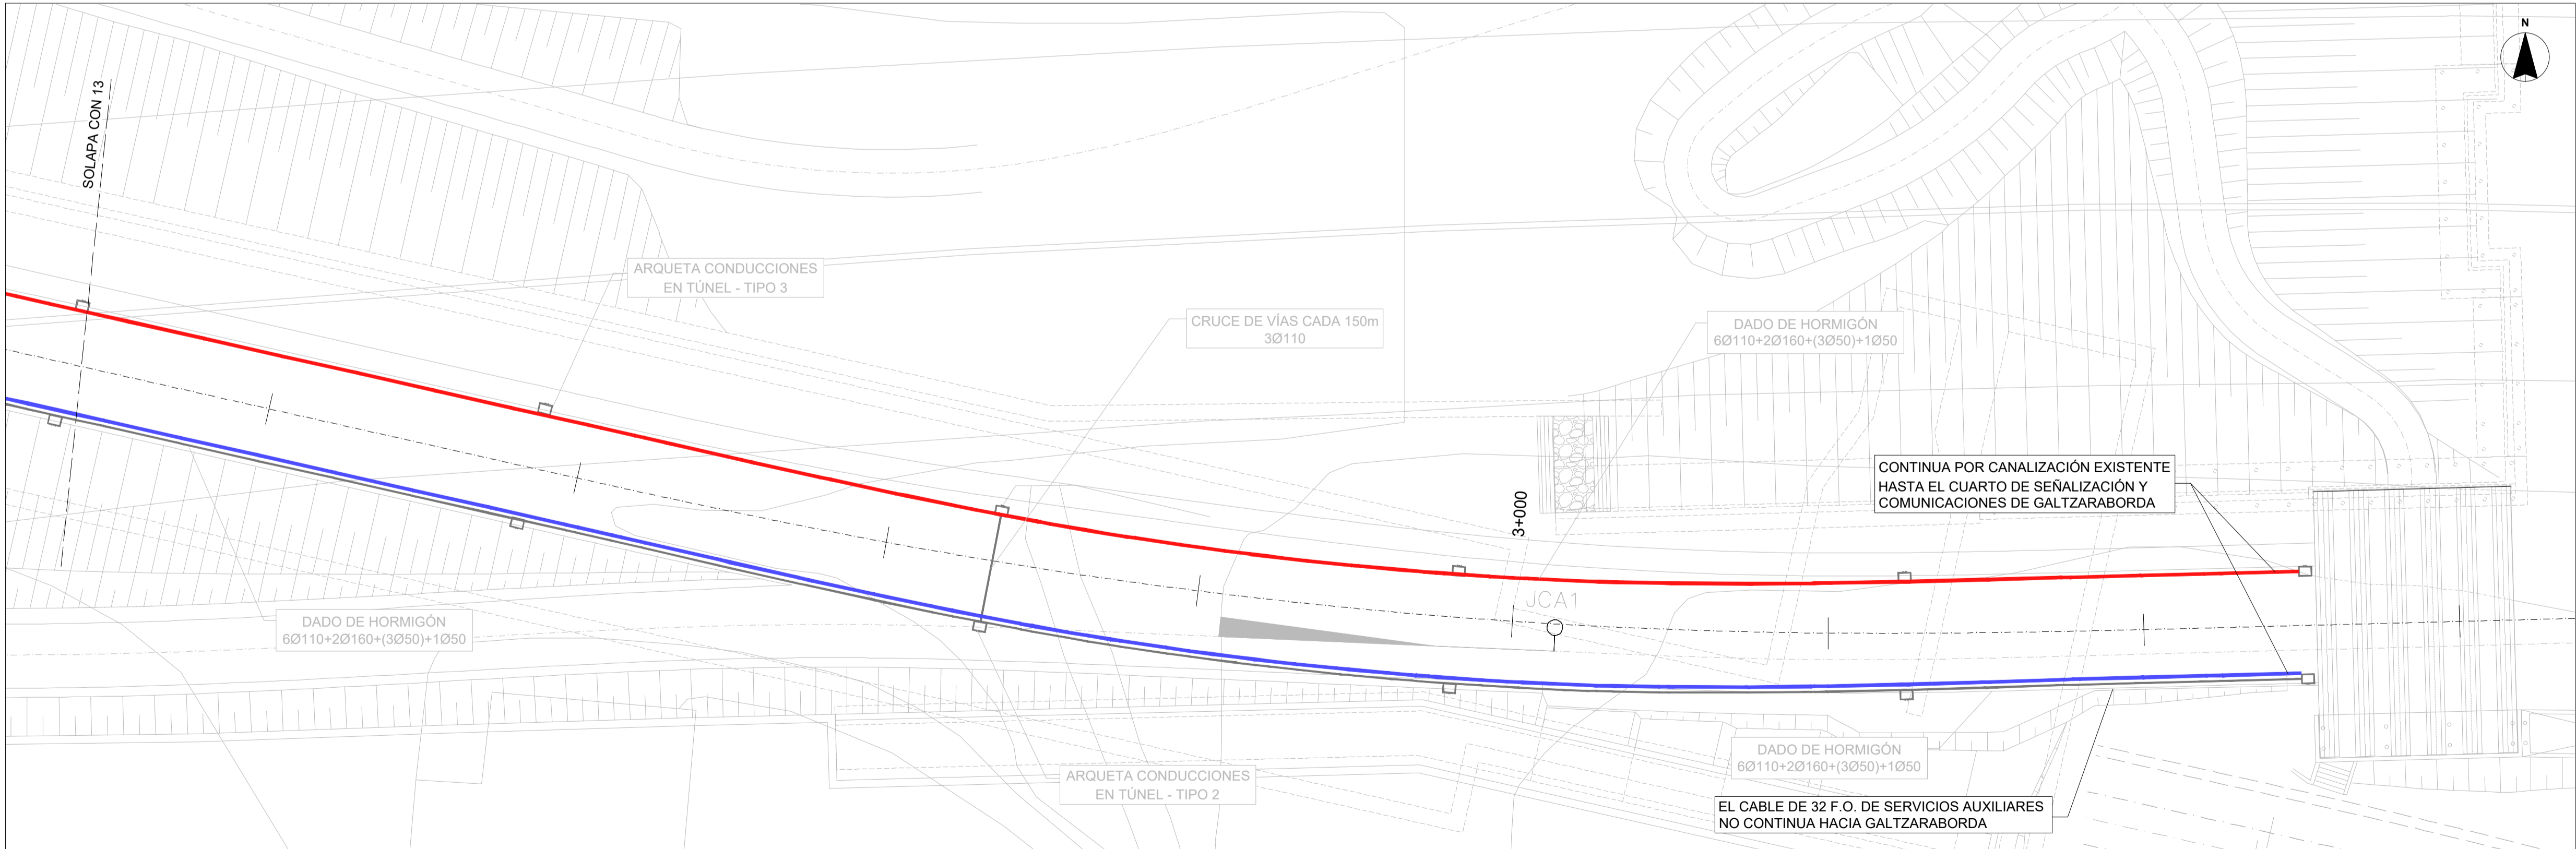 N
SOLAPA CON 13
ARQUETA CONDUCCIONES
EN TÚNEL - TIPO 3
CRUCE DE VÍAS CADA 150m
3Ø110
DADO DE HORMIGÓN
6Ø110+2Ø160+(3Ø50)+1Ø50
CONTINUA POR CANALIZACIÓN EXISTENTE
HASTA EL CUARTO DE SEÑALIZACIÓN Y
COMUNICACIONES DE GALTZARABORDA
3+000
JCA1
DADO DE HORMIGÓN
6Ø110+2Ø160+(3Ø50)+1Ø50
DADO DE HORMIGÓN
6Ø110+2Ø160+(3Ø50)+1Ø50
ARQUETA CONDUCCIONES
EN TÚNEL - TIPO 2
EL CABLE DE 32 F.O. DE SERVICIOS AUXILIARES
NO CONTINUA HACIA GALTZARABORDA